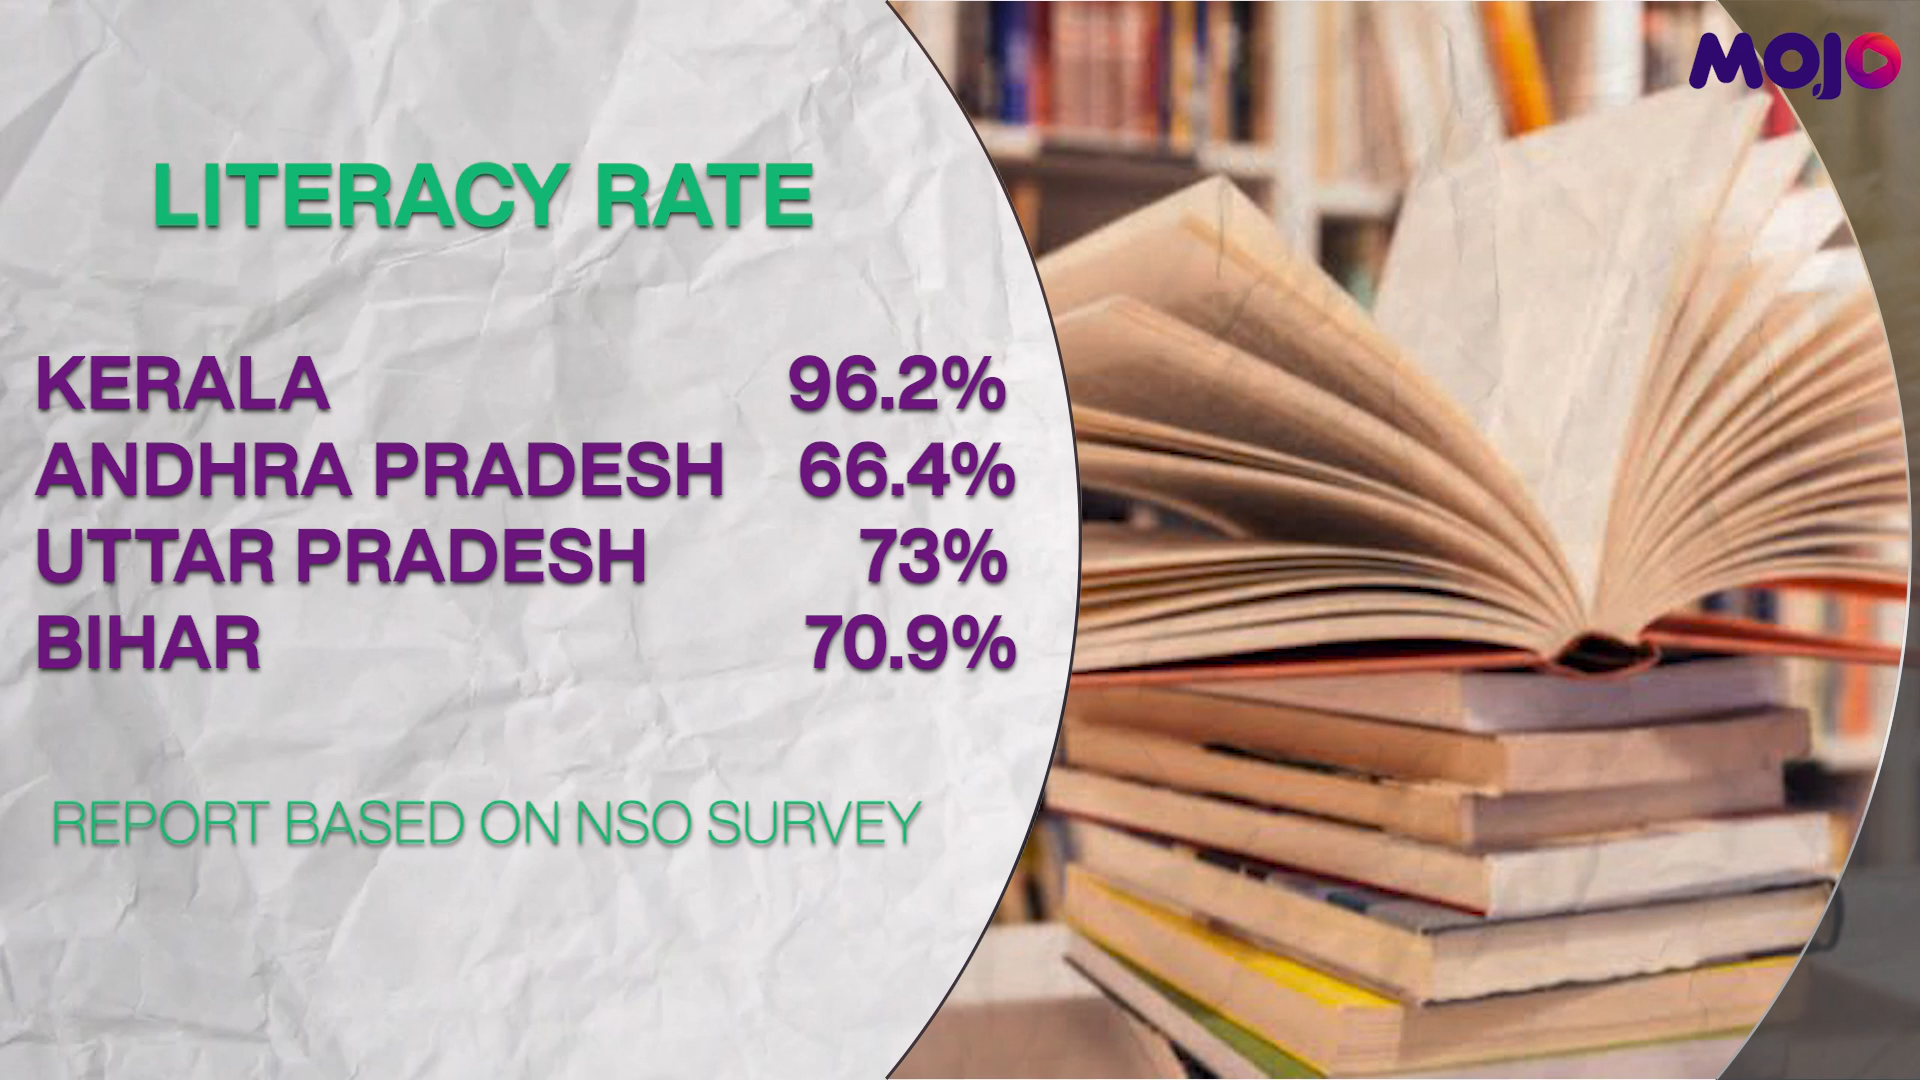 MOJO
LITERACY RATE
KERALA 96.2%
ANDHRA PRADESH 66.4%
UTTAR PRADESH 73%
BIHAR 70.9%
REPORT BASED ON NSO SURVEY